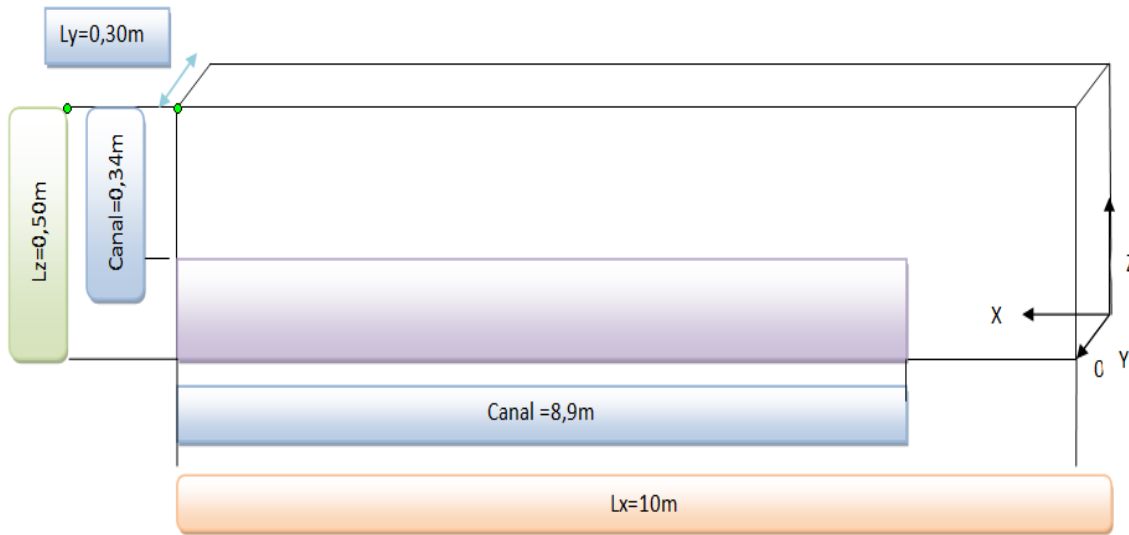 Ly=0,30m
Lz=0,50m
Canal=0,34m
Z
X
0
Y
Canal =8,9m
Lx=10m